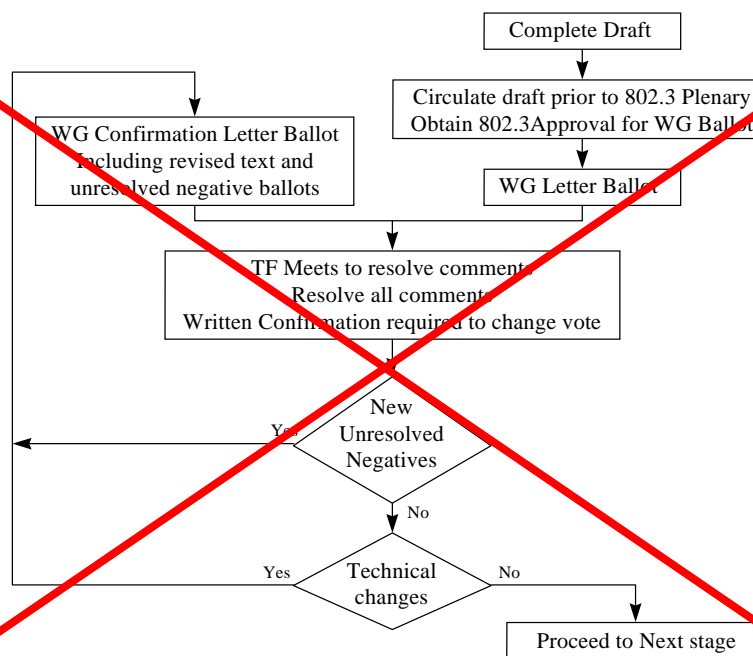 Complete Draft
Circulate draft prior to 802.3 Plenary
Obtain 802.3Approval for WG Ballot
WG Confirmation Letter Ballot
Including revised text and
unresolved negative ballots
WG Letter Ballot
TF Meets to resolve comments
Resolve all comments
Written Confirmation required to change vote
New
Unresolved
Negatives
Yes
No
Technical
changes
Yes
No
Proceed to Next stage